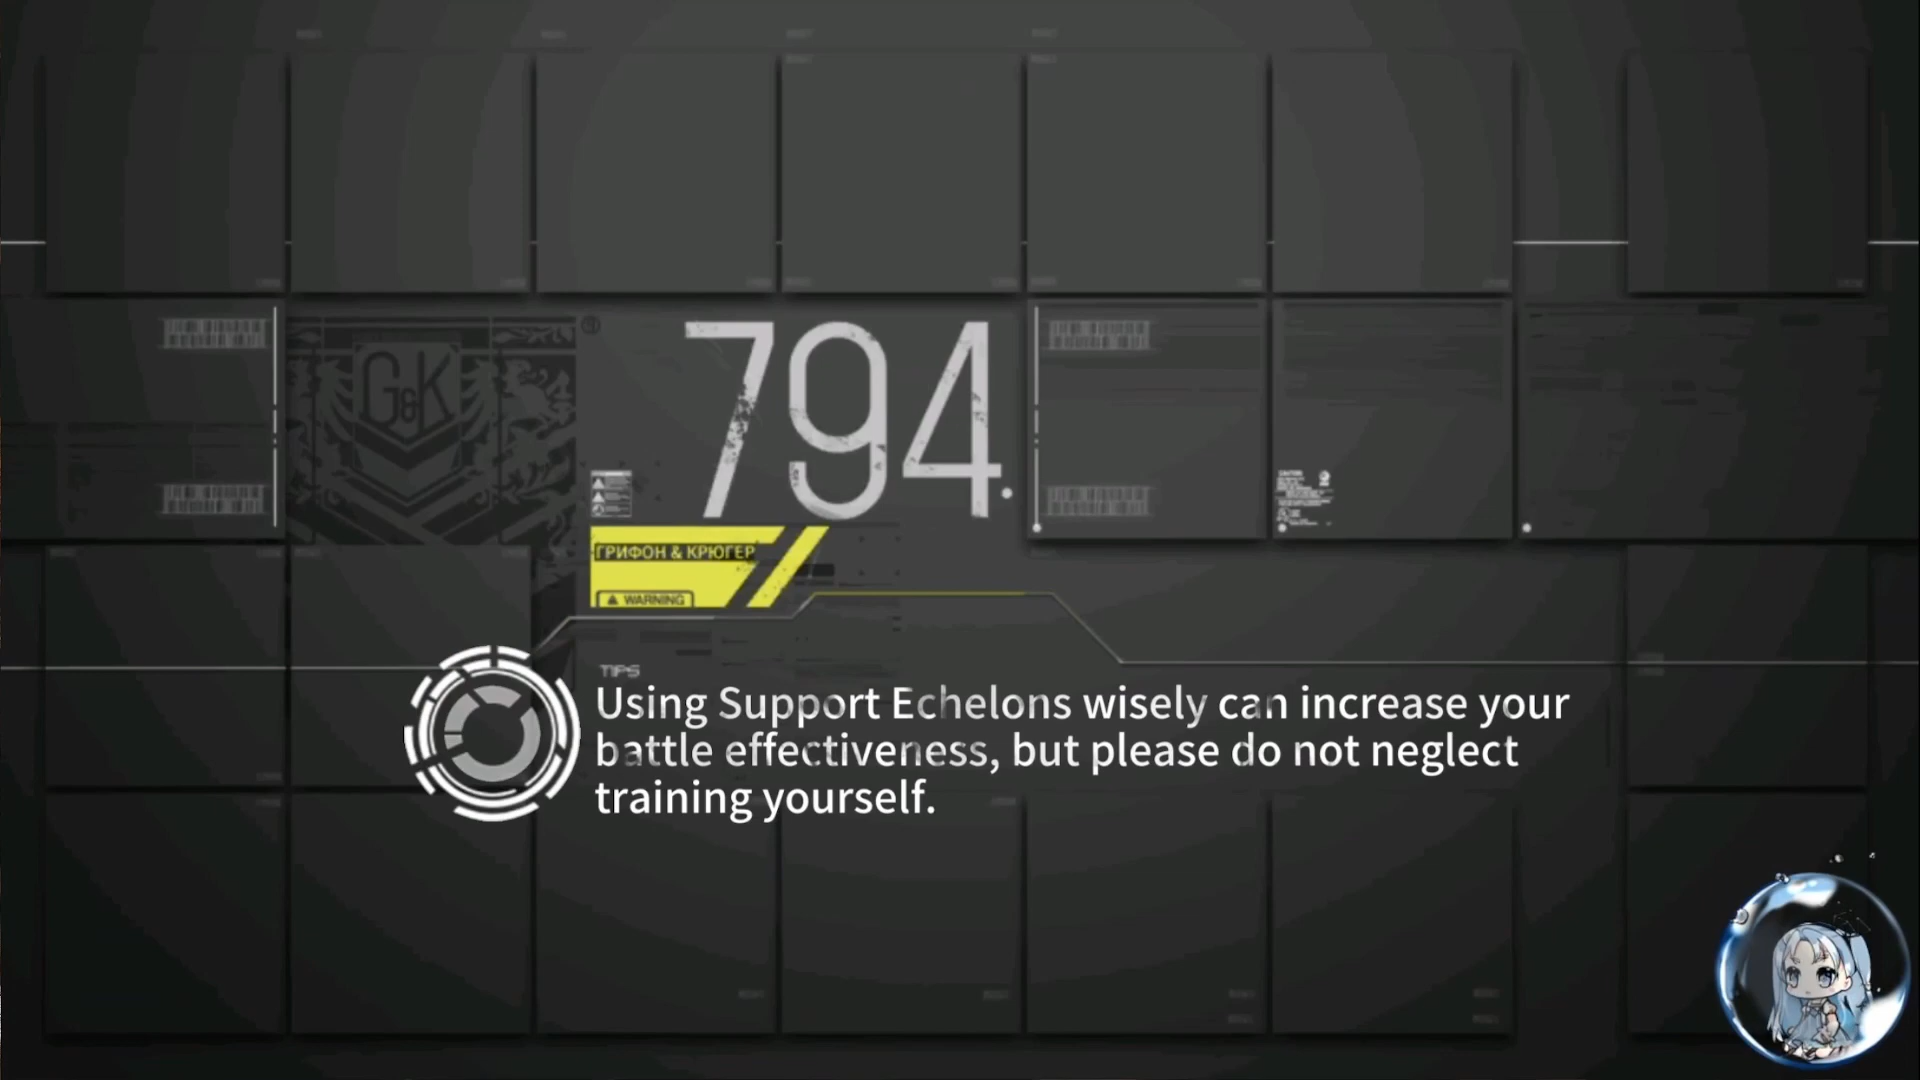 G&K
794.
ГРИФОН & КРЮГЕР
WARNING
TIPS
Using Support Echelons wisely can increase your
battle effectiveness, but please do not neglect
training yourself.